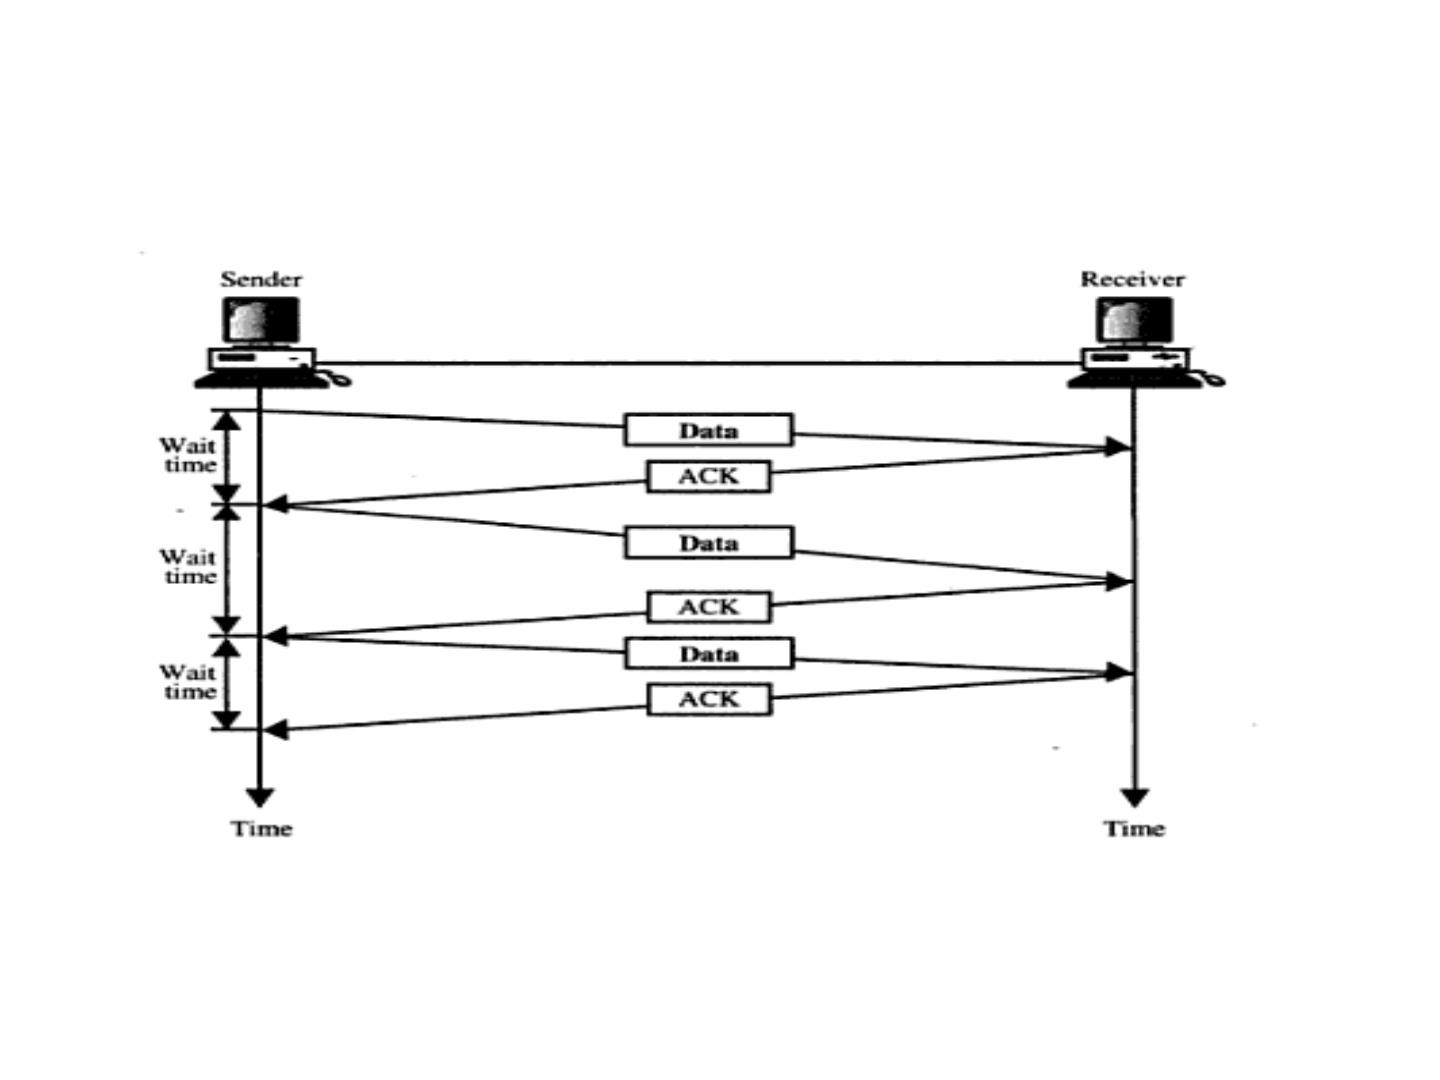 Sender
Receiver
Data
Wait
time
ACK
Data
Wait
time
ACK
Data
Wait
time
ACK
Time
Time